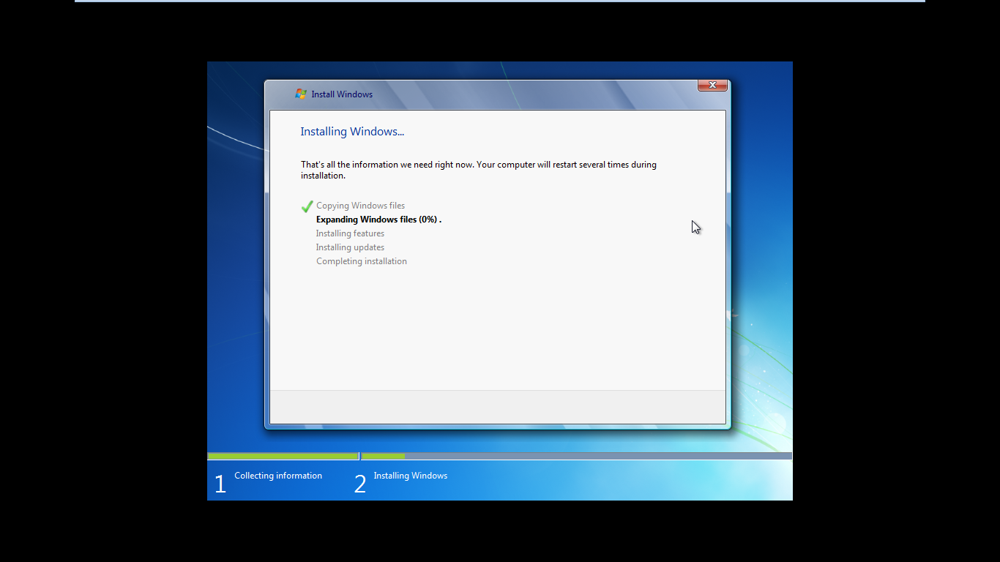 Install Windows
Installing Windows...
That's all the information we need right now. Your computer will restart several times during
installation.
Copying Windows files
Expanding Windows files (0%) .
Installing features
Installing updates
Completing installation
1 Collecting information
2 Installing Windows